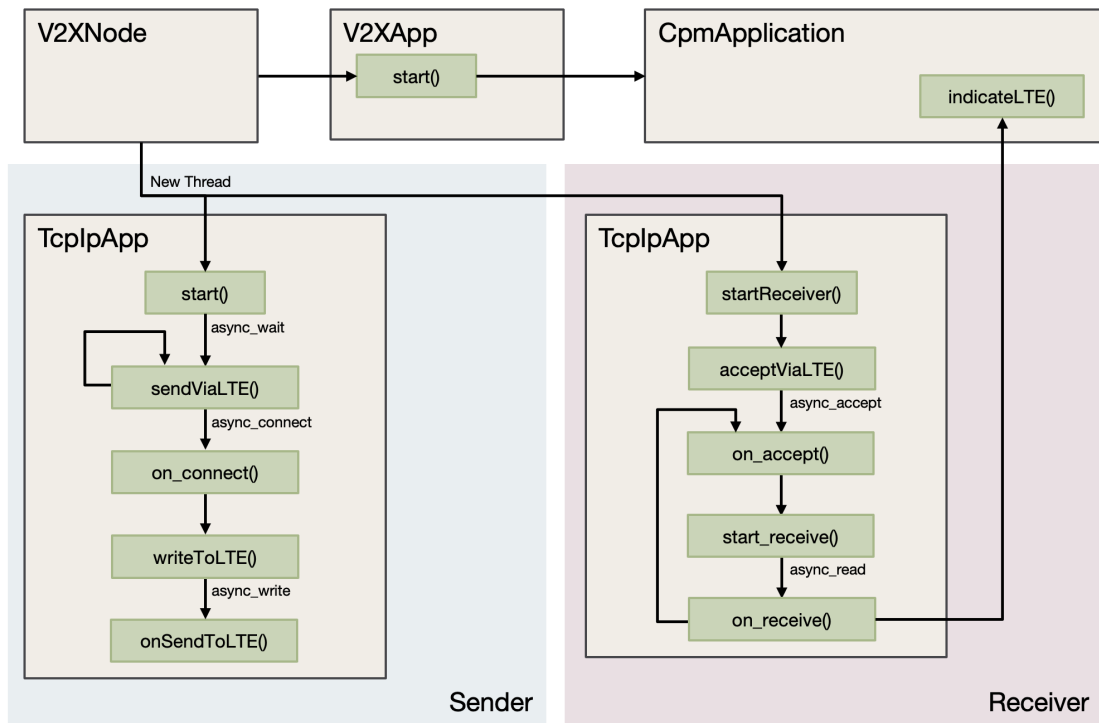 V2XNode
V2XApp
CpmApplication
start()
indicateLTE()
New Thread
TcpIpApp
start()
async_wait
sendViaLTE()
async_connect
on_connect()
writeToLTE()
async_write
onSendToLTE()
Sender
TcpIpApp
startReceiver()
acceptViaLTE()
async_accept
on_accept()
start_receive()
async_read
on_receive()
Receiver